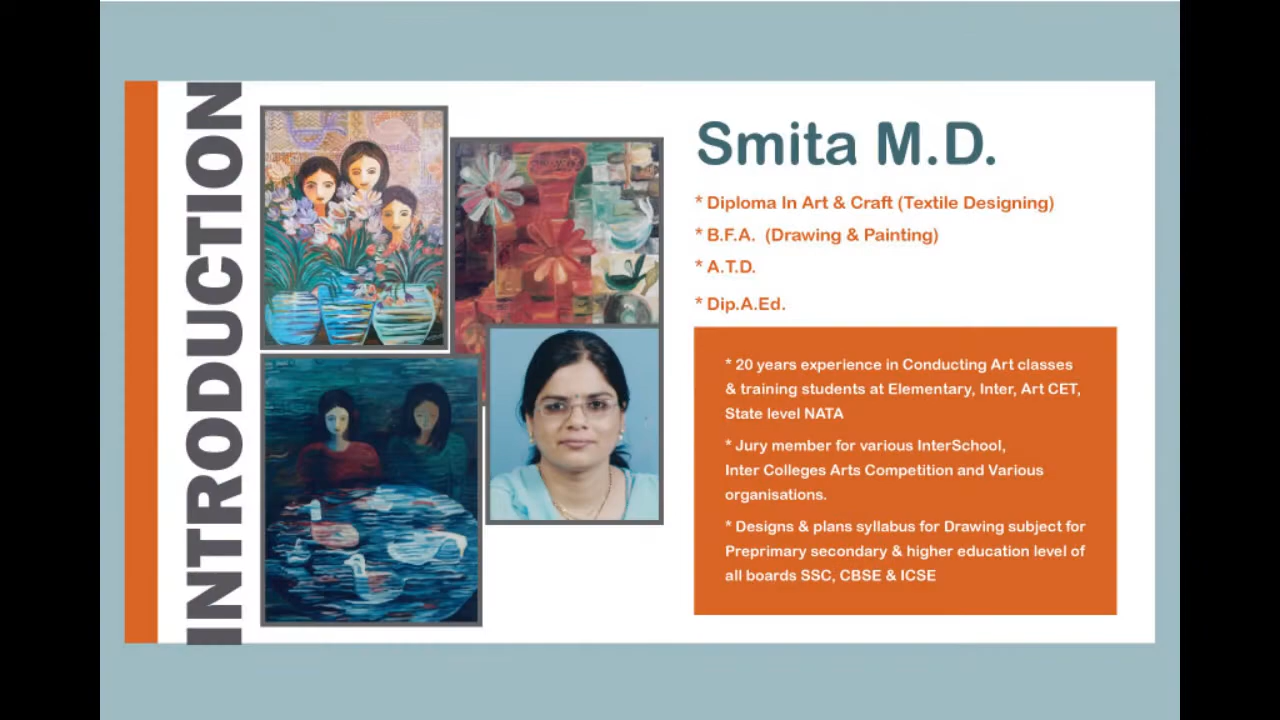 INTRODUCTION
Smita M.D.
* Diploma In Art & Craft (Textile Designing)
* B.F.A. (Drawing & Painting)
* A.T.D.
* Dip.A.Ed.
* 20 years experience in Conducting Art classes
& training students at Elementary, Inter, Art CET,
State level NATA
* Jury member for various InterSchool,
Inter Colleges Arts Competition and Various
organisations.
* Designs & plans syllabus for Drawing subject for
Preprimary secondary & higher education level of
all boards SSC, CBSE & ICSE